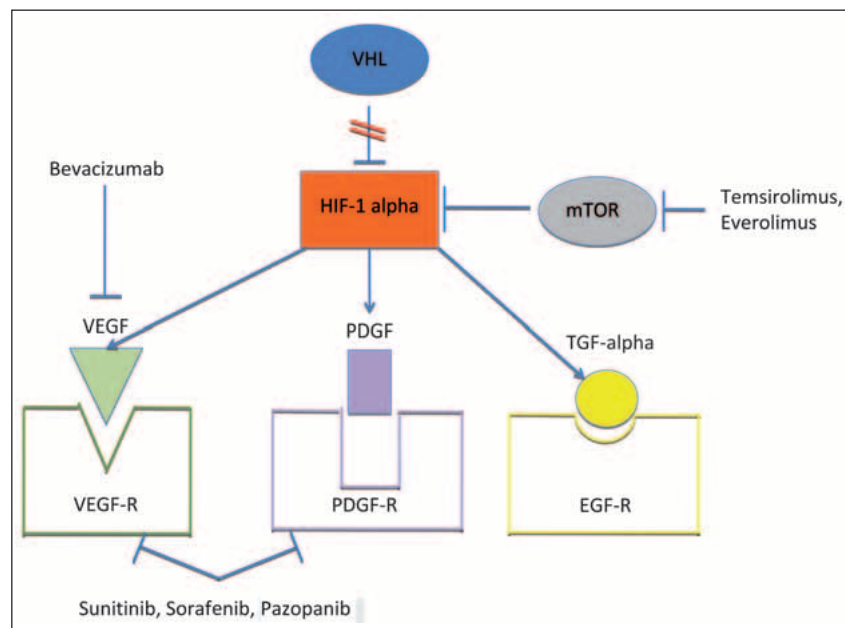 VHL
Bevacizumab
HIF-1 alpha
mTOR
Temsirolimus,
Everolimus
VEGF
PDGF
TGF-alpha
VEGF-R
PDGF-R
EGF-R
Sunitinib, Sorafenib, Pazopanib